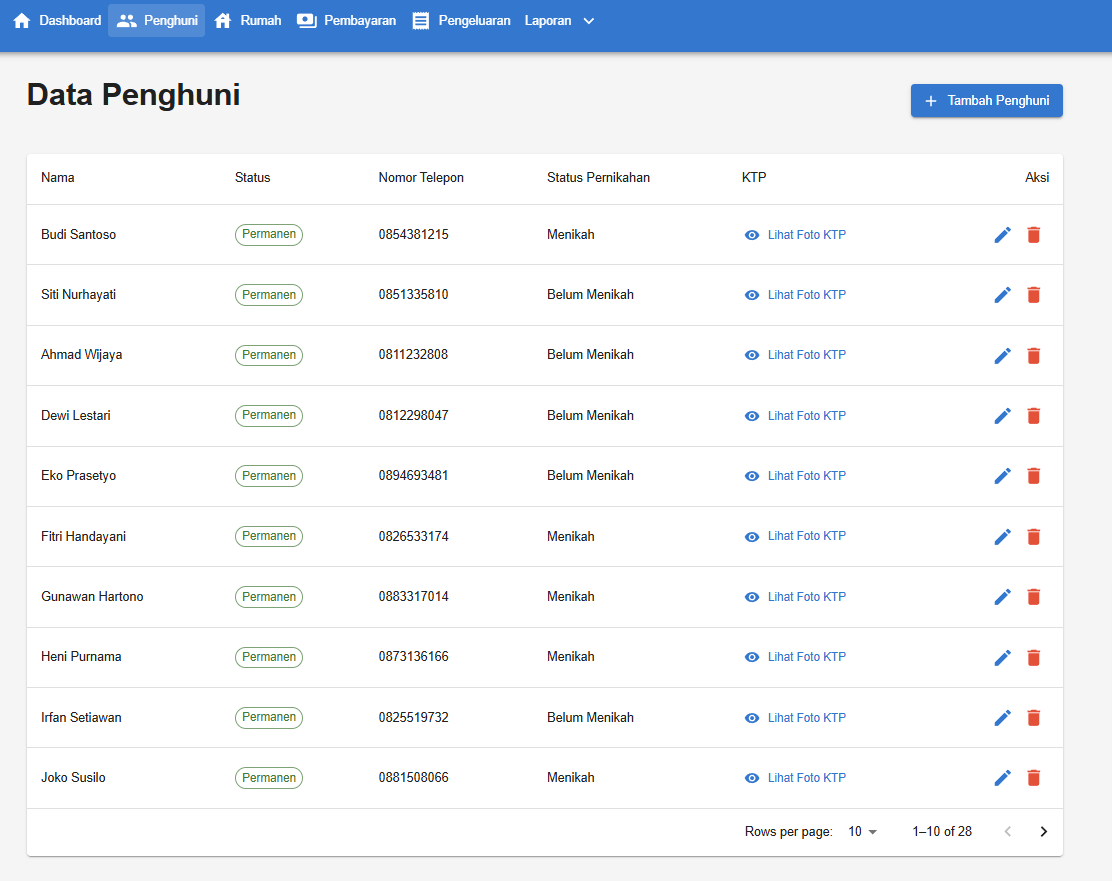 Dashboard Penghuni Rumah Pembayaran Pengeluaran Laporan
Data Penghuni
+ Tambah Penghuni
Nama Status Nomor Telepon Status Pernikahan KTP Aksi
Budi Santoso Permanen 0854381215 Menikah Lihat Foto KTP
Siti Nurhayati Permanen 0851335810 Belum Menikah Lihat Foto KTP
Ahmad Wijaya Permanen 0811232808 Belum Menikah Lihat Foto KTP
Dewi Lestari Permanen 0812298047 Belum Menikah Lihat Foto KTP
Eko Prasetyo Permanen 0894693481 Belum Menikah Lihat Foto KTP
Fitri Handayani Permanen 0826533174 Menikah Lihat Foto KTP
Gunawan Hartono Permanen 0883317014 Menikah Lihat Foto KTP
Heni Purnama Permanen 0873136166 Menikah Lihat Foto KTP
Irfan Setiawan Permanen 0825519732 Belum Menikah Lihat Foto KTP
Joko Susilo Permanen 0881508066 Menikah Lihat Foto KTP
Rows per page: 10 1–10 of 28